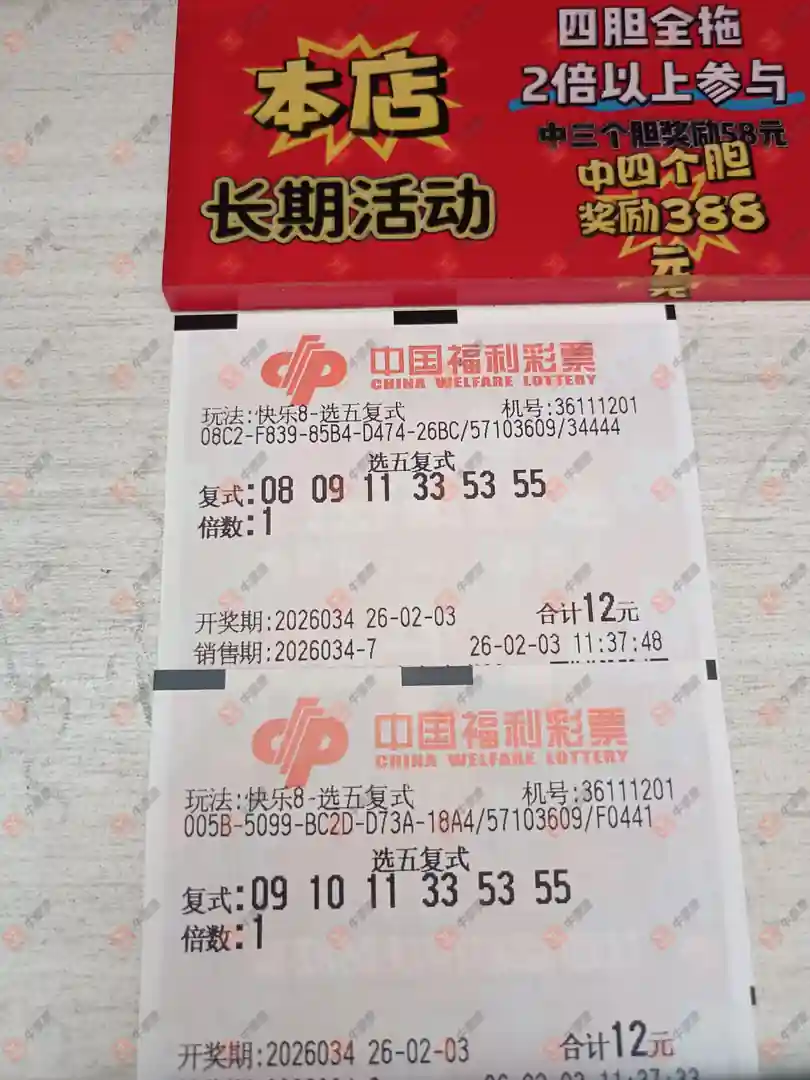 本店
长期活动
四胆全拖
2倍以上参与
中三个胆奖励58元
中四个胆
奖励388
元
中国福利彩票
CHINA WELFARE LOTTERY
玩法:快乐8-选五复式 机号:36111201
08C2-F839-85B4-D474-26BC/57103609/34444
选五复式
复式:08 09 11 33 53 55
倍数:1
开奖期:2026034 26-02-03 合计12元
销售期:2026034-7 26-02-03 11:37:48
中国福利彩票
CHINA WELFARE LOTTERY
玩法:快乐8-选五复式 机号:36111201
005B-5099-BC2D-D73A-18A4/57103609/F0441
选五复式
复式:09 10 11 33 53 55
倍数:1
开奖期:2026034 26-02-03 合计12元